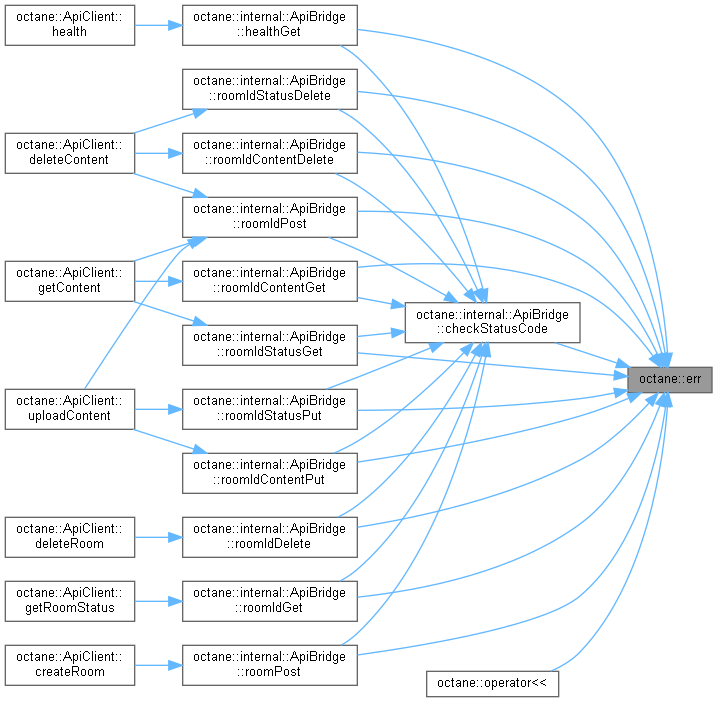 octane::ApiClient::
health
octane::internal::ApiBridge
::healthGet
octane::internal::ApiBridge
::roomIdStatusDelete
octane::ApiClient::
deleteContent
octane::internal::ApiBridge
::roomIdContentDelete
octane::internal::ApiBridge
::roomIdPost
octane::ApiClient::
getContent
octane::internal::ApiBridge
::roomIdContentGet
octane::internal::ApiBridge
::checkStatusCode
octane::internal::ApiBridge
::roomIdStatusGet
octane::err
octane::ApiClient::
uploadContent
octane::internal::ApiBridge
::roomIdStatusPut
octane::internal::ApiBridge
::roomIdContentPut
octane::ApiClient::
deleteRoom
octane::internal::ApiBridge
::roomIdDelete
octane::ApiClient::
getRoomStatus
octane::internal::ApiBridge
::roomIdGet
octane::ApiClient::
createRoom
octane::internal::ApiBridge
::roomPost
octane::operator<<